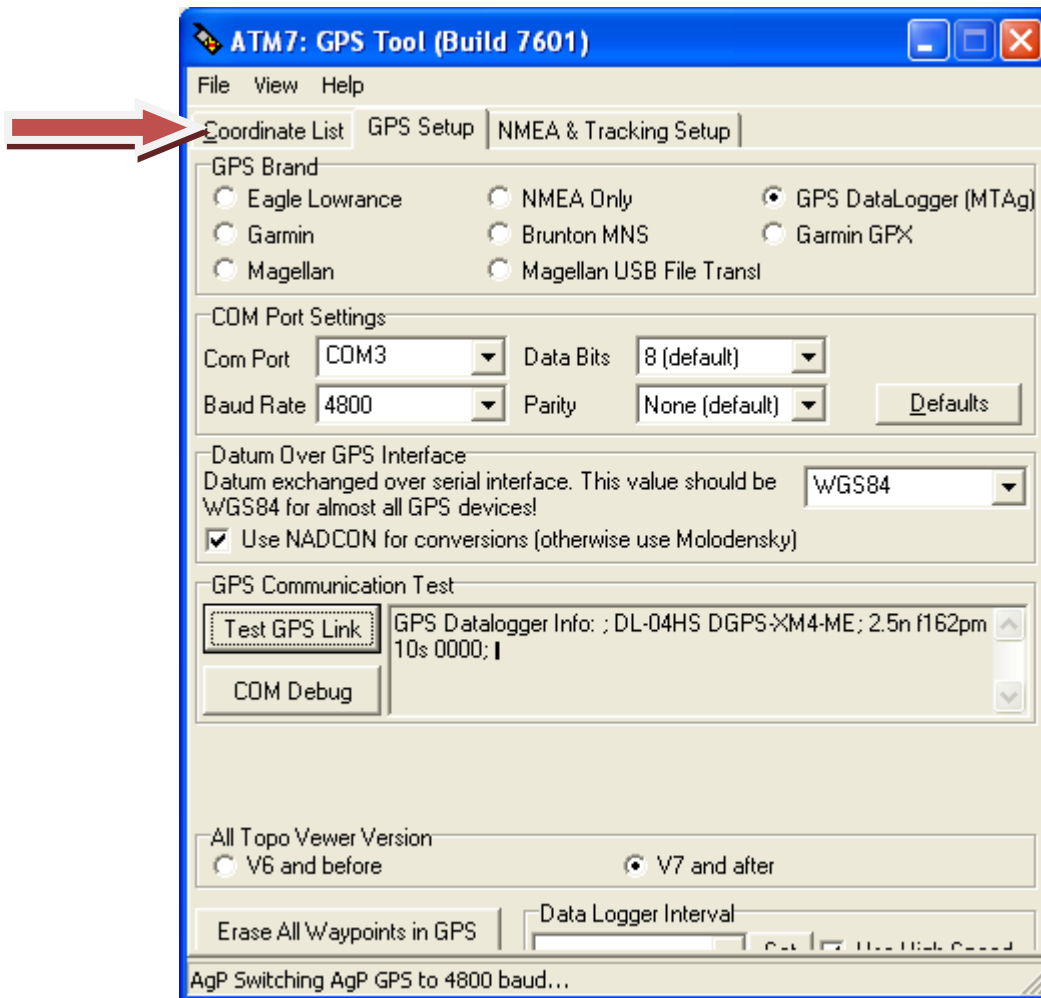 ATM7: GPS Tool (Build 7601)
File View Help
Coordinate List GPS Setup NMEA & Tracking Setup
GPS Brand
Eagle Lowrance NMEA Only GPS DataLogger (MTAg)
Garmin Brunton MNS Garmin GPX
Magellan Magellan USB File Transl
COM Port Settings
Com Port COM3 Data Bits 8 (default)
Baud Rate 4800 Parity None (default) Defaults
Datum Over GPS Interface
Datum exchanged over serial interface. This value should be
WGS84 for almost all GPS devices!
WGS84
Use NADCON for conversions (otherwise use Molodensky)
GPS Communication Test
Test GPS Link
GPS Datalogger Info: ; DL-04HS DGPS-XM4-ME; 2.5n f162pm
10s 0000;
COM Debug
All Topo Vewer Version
V6 and before V7 and after
Erase All Waypoints in GPS
Data Logger Interval
Set Use High Speed
AgP Switching AgP GPS to 4800 baud...